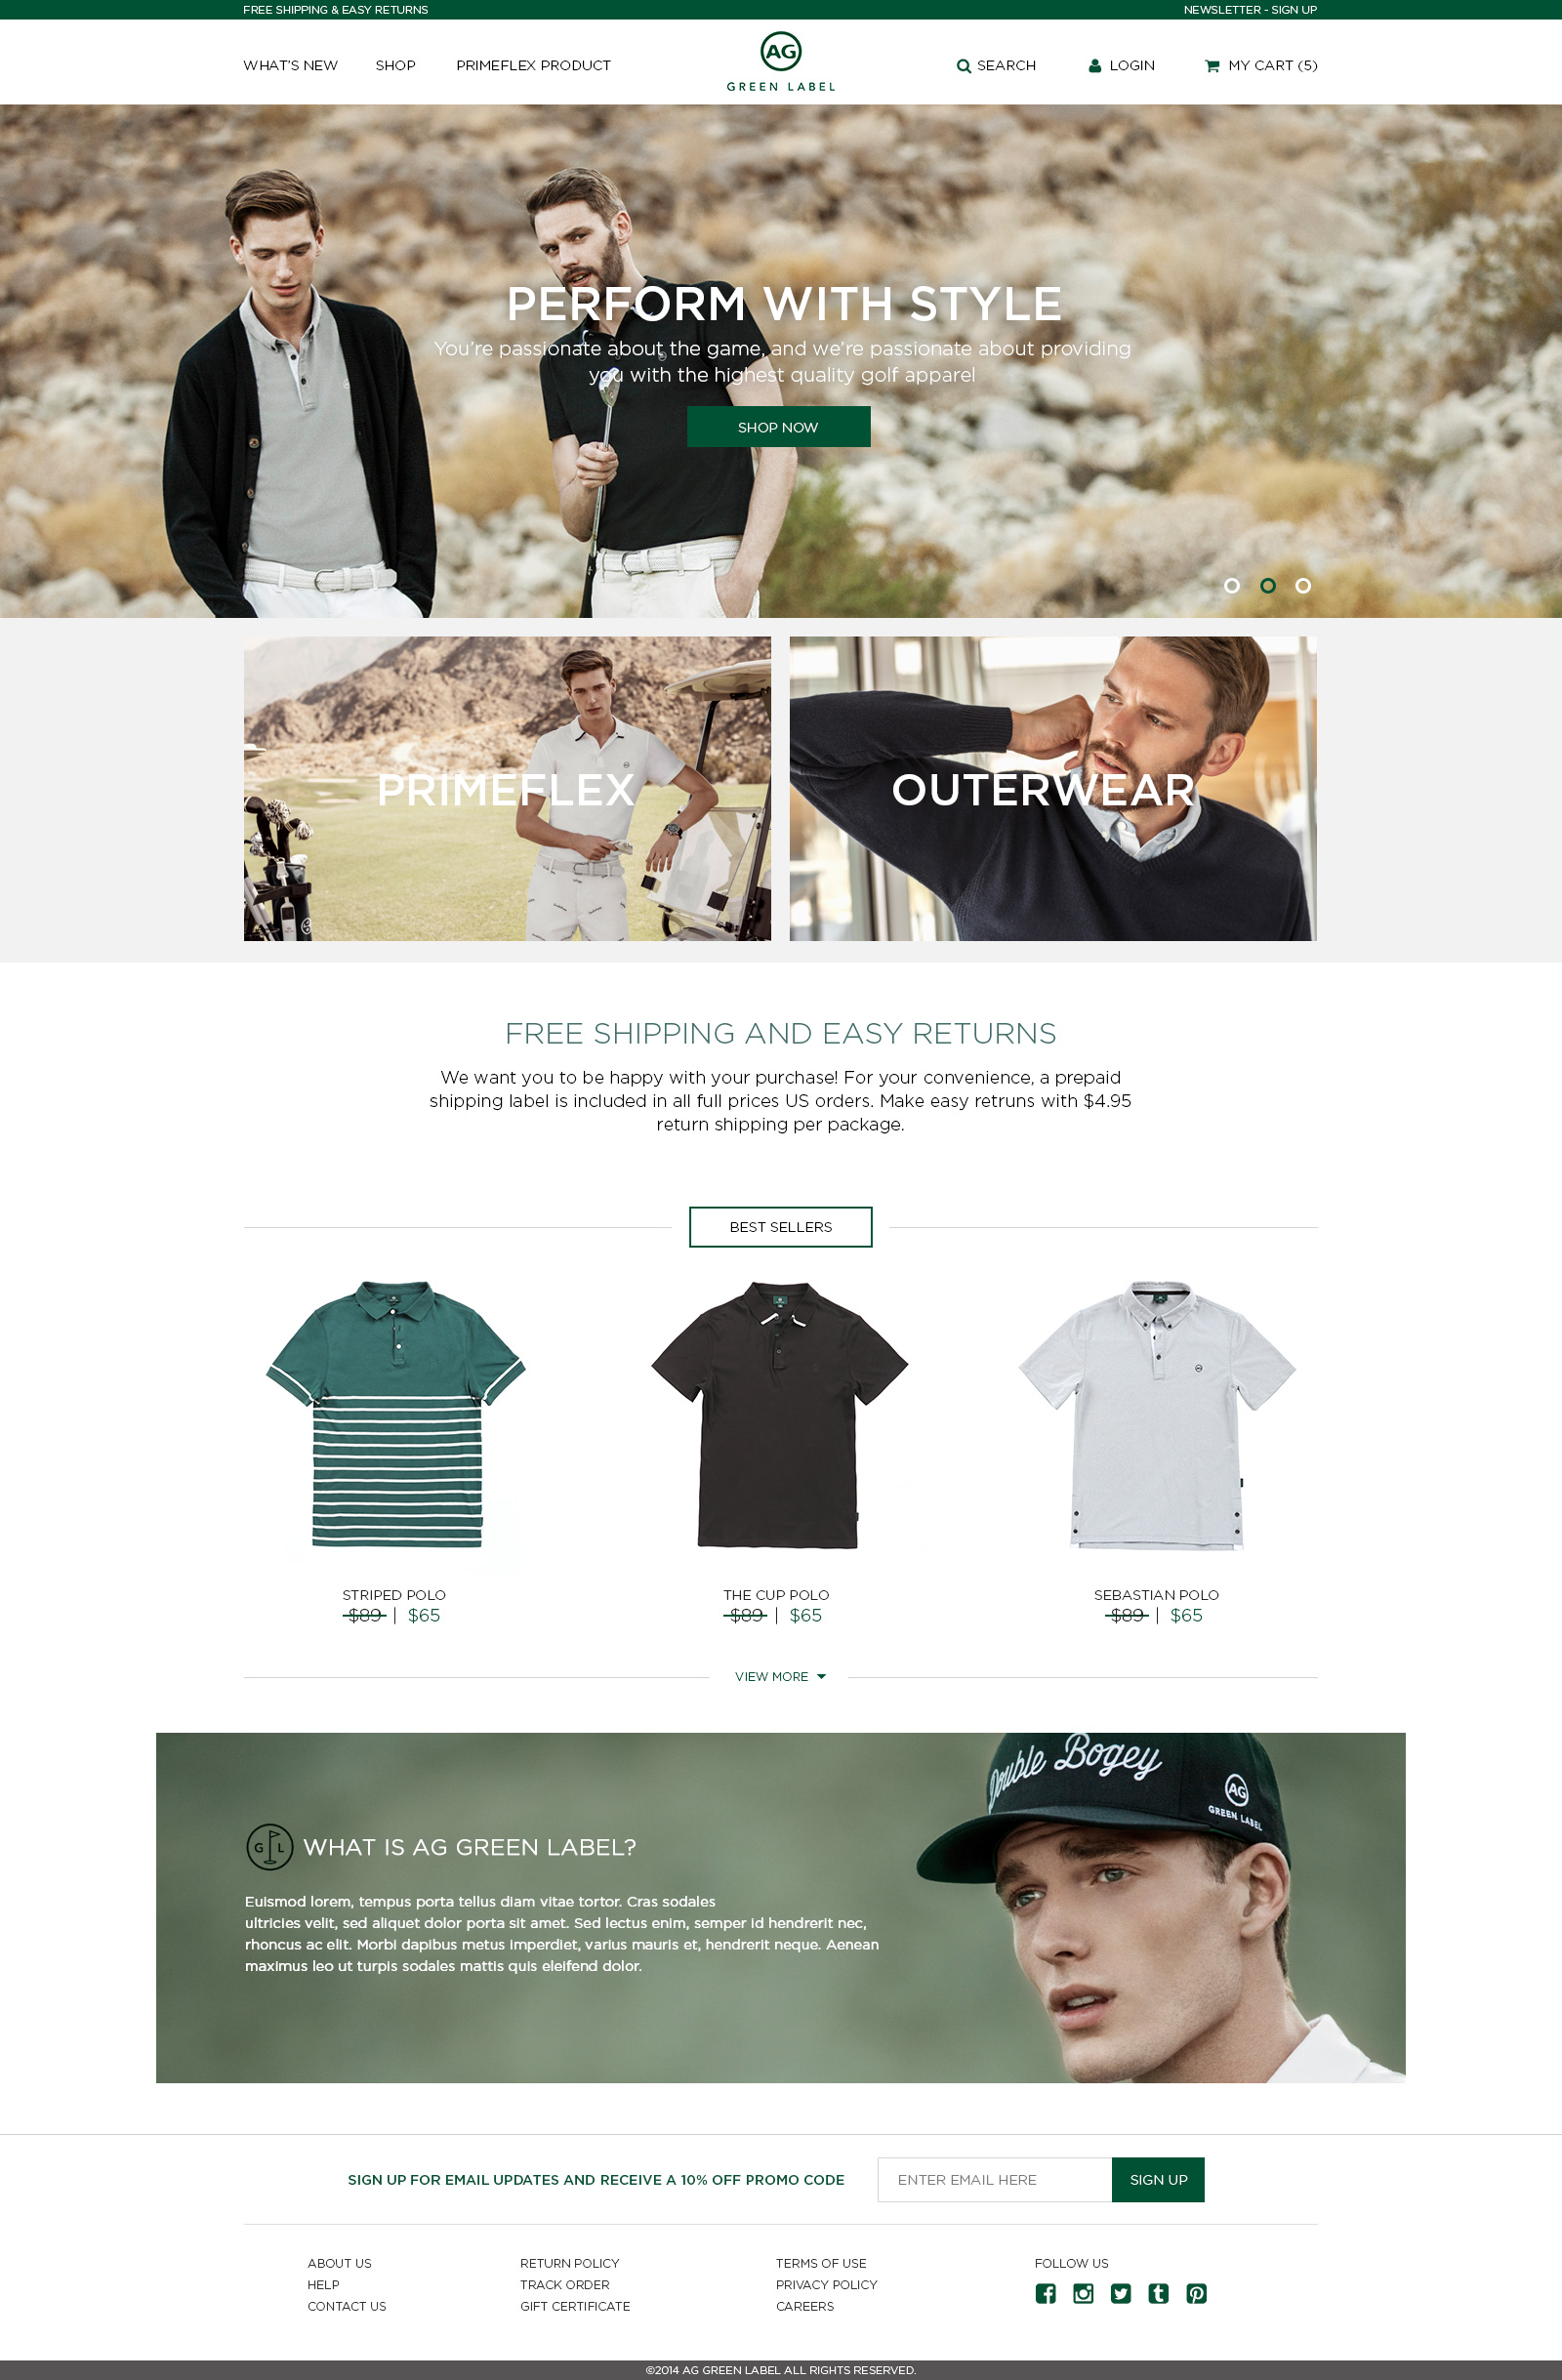 FREE SHIPPING & EASY RETURNS
NEWSLETTER - SIGN UP
WHAT'S NEW
SHOP
PRIMEFLEX PRODUCT
AG
GREEN LABEL
SEARCH
LOGIN
MY CART (5)
PERFORM WITH STYLE
You're passionate about the game, and we're passionate about providing
you with the highest quality golf apparel
SHOP NOW
PRIMEFLEX
OUTERWEAR
FREE SHIPPING AND EASY RETURNS
We want you to be happy with your purchase! For your convenience, a prepaid
shipping label is included in all full prices US orders. Make easy retruns with $4.95
return shipping per package.
BEST SELLERS
STRIPED POLO
$89 | $65
THE CUP POLO
$89 | $65
SEBASTIAN POLO
$89 | $65
VIEW MORE
Double Bogey
AG
GREEN LABEL
G L
WHAT IS AG GREEN LABEL?
Euismod lorem, tempus porta tellus diam vitae tortor. Cras sodales
ultricies velit, sed aliquet dolor porta sit amet. Sed lectus enim, semper id hendrerit nec,
rhoncus ac elit. Morbi dapibus metus imperdiet, varius mauris et, hendrerit neque. Aenean
maximus leo ut turpis sodales mattis quis eleifend dolor.
SIGN UP FOR EMAIL UPDATES AND RECEIVE A 10% OFF PROMO CODE
ENTER EMAIL HERE
SIGN UP
ABOUT US
HELP
CONTACT US
RETURN POLICY
TRACK ORDER
GIFT CERTIFICATE
TERMS OF USE
PRIVACY POLICY
CAREERS
FOLLOW US
©2014 AG GREEN LABEL ALL RIGHTS RESERVED.